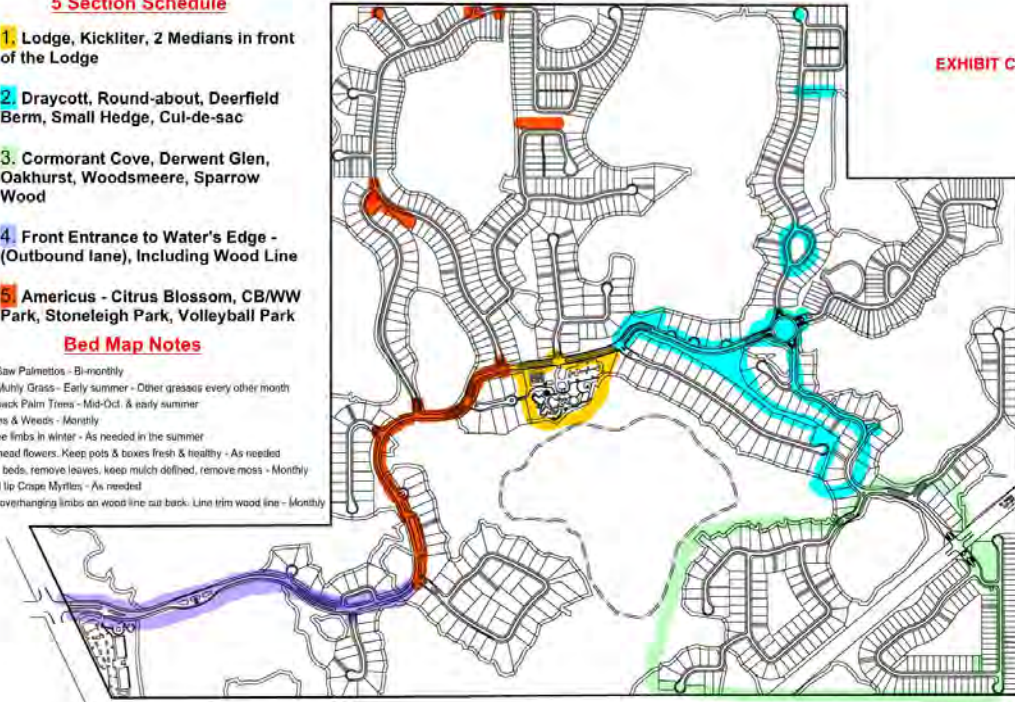 5 Section Schedule
1. Lodge, Kickliter, 2 Medians in front
of the Lodge
2. Draycott, Round-about, Deerfield
Berm, Small Hedge, Cul-de-sac
3. Cormorant Cove, Derwent Glen,
Oakhurst, Woodsmeere, Sparrow
Wood
4. Front Entrance to Water's Edge -
(Outbound lane), Including Wood Line
5. Americus - Citrus Blossom, CB/WW
Park, Stoneleigh Park, Volleyball Park
Bed Map Notes
Saw Palmettos - Bi-monthly
Muhly Grass - Early summer - Other grasses every other month
back Palm Trees - Mid-Oct. & early summer
& Weeds - Monthly
limbs in winter - As needed in the summer
head flowers. Keep pots & boxes fresh & healthy - As needed
beds, remove leaves, keep mulch defined, remove moss - Monthly
tip Crape Myrtles - As needed
overhanging limbs on wood line cut back. Line trim wood line - Monthly
EXHIBIT C